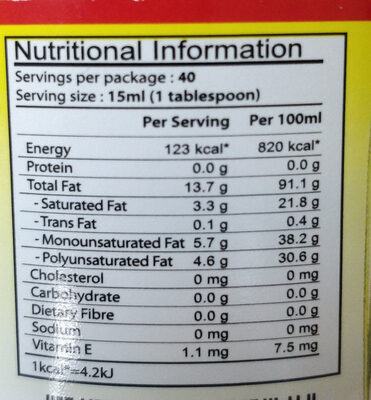 Nutritional Information
Servings per package : 40
Serving size : 15ml (1 tablespoon)
Per Serving Per 100ml
Energy 123 kcal* 820 kcal*
Protein 0.0 g 0.0 g
Total Fat 13.7 g 91.1 g
- Saturated Fat 3.3 g 21.8 g
- Trans Fat 0.1 g 0.4 g
- Monounsaturated Fat 5.7 g 38.2 g
- Polyunsaturated Fat 4.6 g 30.6 g
Cholesterol 0 mg 0 mg
Carbohydrate 0.0 g 0.0 g
Dietary Fibre 0.0 g 0.0 g
Sodium 0 mg 0 mg
Vitamin E 1.1 mg 7.5 mg
1kcal*=4.2kJ